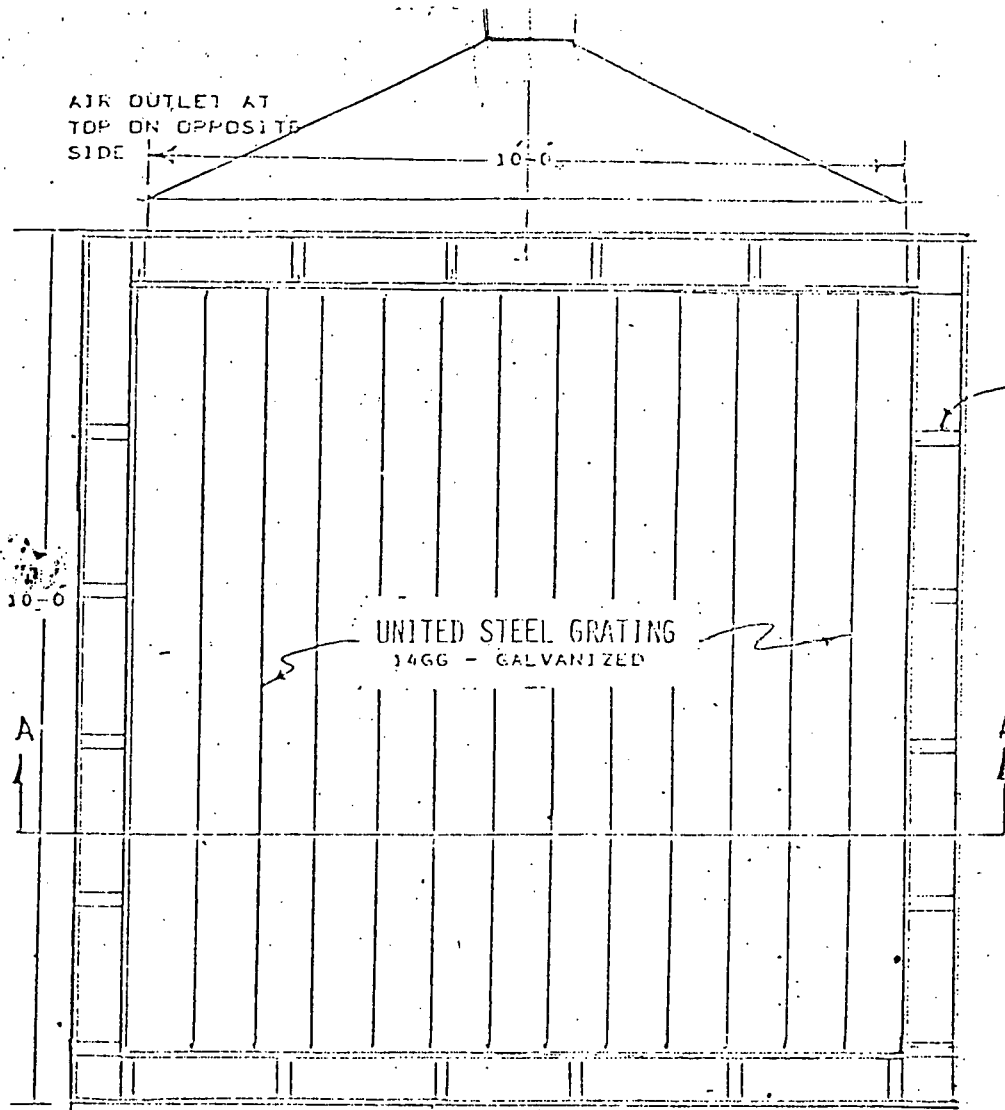 AIR OUTLET AT
TOP ON OPPOSITE
SIDE
10-0
10-0
UNITED STEEL GRATING
14GG - GALVANIZED
A
A